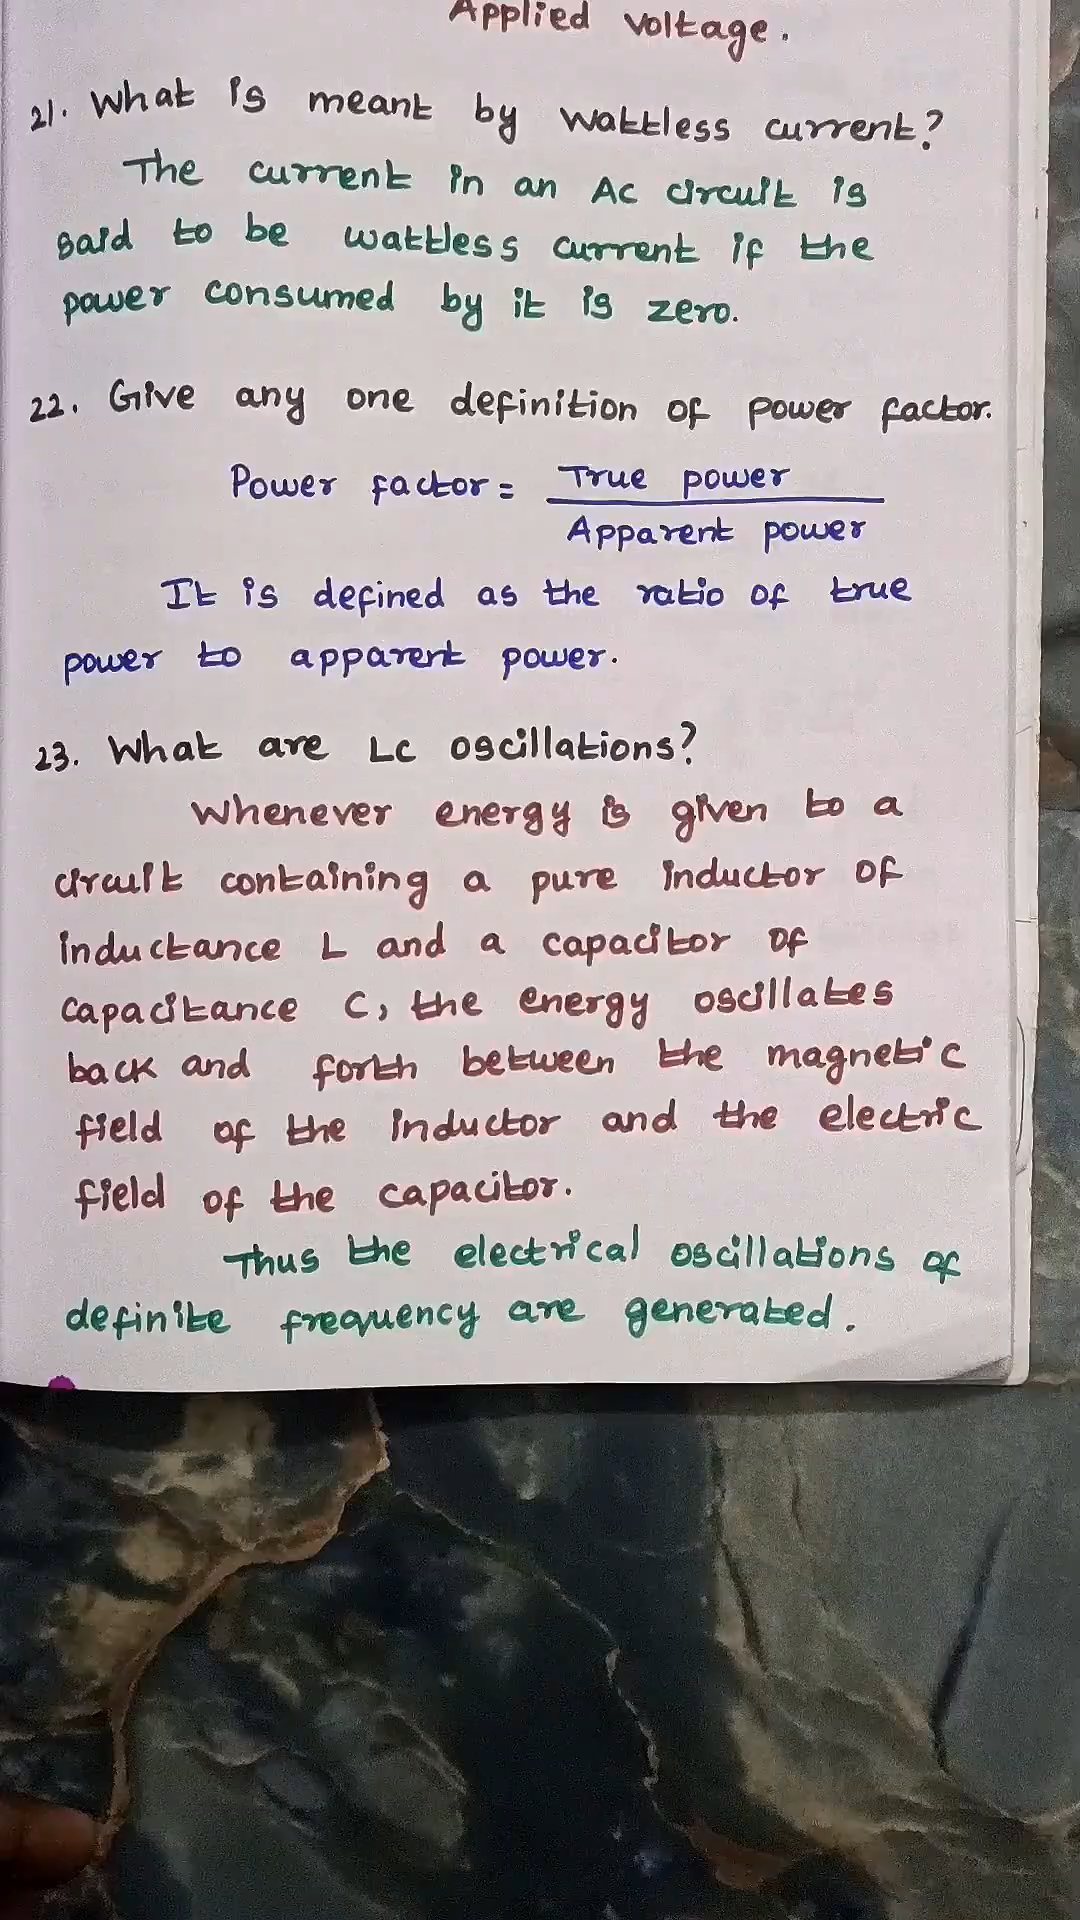 Applied voltage.
21. What is meant by wattless current?
The current in an AC circuit is
said to be wattless current if the
power consumed by it is zero.
22. Give any one definition of power factor.
Power factor = True power
Apparent power
It is defined as the ratio of true
power to apparent power.
23. What are LC oscillations?
Whenever energy is given to a
circuit containing a pure inductor of
inductance L and a capacitor of
capacitance C, the energy oscillates
back and forth between the magnetic
field of the inductor and the electric
field of the capacitor.
Thus the electrical oscillations of
definite frequency are generated.